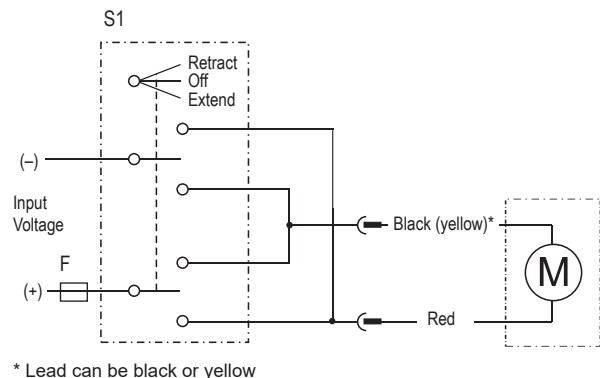 S1
Retract
Off
Extend
(–)
Input
Voltage
F
(+)
Black (yellow)*
Red
M
* Lead can be black or yellow